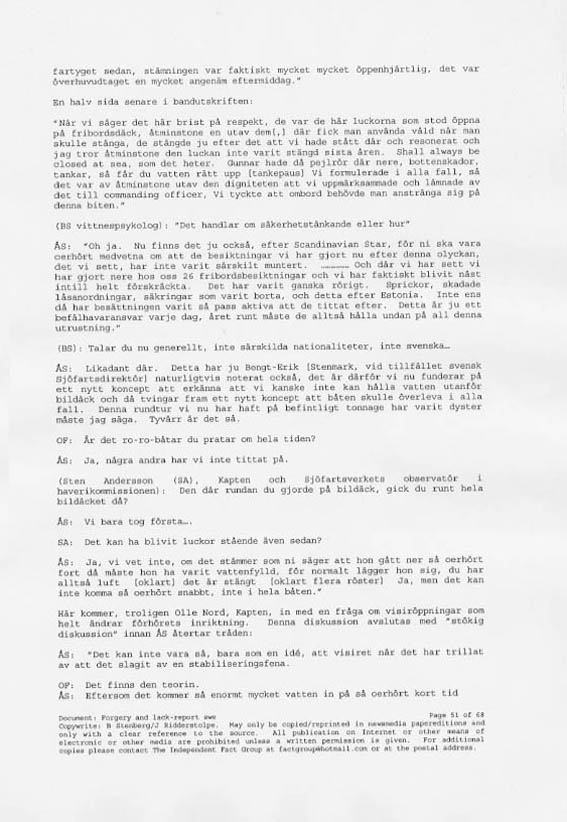 fartyget sedan, stämningen var faktiskt mycket mycket öppenhjärtlig, det var
överhuvudtaget en mycket angenäm eftermiddag."
En halv sida senare i bandutskriften:
"När vi säger det här brist på respekt, de var de här luckorna som stod öppna
på fribordsdäck, åtminstone en utav dem[,] där fick man använda våld när man
skulle stänga, de stängde ju efter det att vi hade stått där och resonerat och
jag tror åtminstone den luckan inte varit stängd sista åren. Shall always be
closed at sea, som det heter. Gunnar hade då pejlrör där nere, bottenskador,
tankar, så får du vatten rätt upp [tankepaus] Vi formulerade i alla fall, så
det var av åtminstone utav den digniteten att vi uppmärksammade och lämnade av
det till commanding officer, Vi tyckte att ombord behövde man anstränga sig på
denna biten."
(BS vittnespsykolog): "Det handlar om säkerhetstänkande eller hur"
ÅS: "Oh ja. Nu finns det ju också, efter Scandinavian Star, för ni ska vara
oerhört medvetna om att de besiktningar vi har gjort nu efter denna olyckan,
det vi sett, har inte varit särskilt muntert. ………… Och där vi har sett vi
har gjort nere hos oss 26 fribordsbesiktningar och vi har faktiskt blivit näst
intill helt förskräckta. Det har varit ganska rörigt. Sprickor, skadade
låsanordningar, säkringar som varit borta, och detta efter Estonia. Inte ens
då har besättningen varit så pass aktiva att de tittat efter. Detta är ju ett
befälhavaransvar varje dag, året runt måste de alltså hålla undan på all denna
utrustning."
(BS): Talar du nu generellt, inte särskilda nationaliteter, inte svenska…
ÅS: Likadant där. Detta har ju Bengt-Erik [Stenmark, vid tillfället svensk
Sjöfartsdirektör] naturligtvis noterat också, det är därför vi nu funderar på
ett nytt koncept att erkänna att vi kanske inte kan hålla vatten utanför
bildäck och då tvingar fram ett nytt koncept att båten skulle överleva i alla
fall. Denna rundtur vi nu har haft på befintligt tonnage har varit dyster
måste jag säga. Tyvärr är det så.
OF: Är det ro-ro-båtar du pratar om hela tiden?
ÅS: Ja, några andra har vi inte tittat på.
(Sten Andersson (SA), Kapten och Sjöfartsverkets observatör i
haverikommissionen): Den där rundan du gjorde på bildäck, gick du runt hela
bildäcket då?
ÅS: Vi bara tog första….
SA: Det kan ha blivit luckor stående även sedan?
ÅS: Ja, vi vet inte, om det stämmer som ni säger att hon gått ner så oerhört
fort då måste hon ha varit vattenfylld, för normalt lägger hon sig, du har
alltså luft [oklart] det är stängt [oklart flera röster] Ja, men det kan
inte komma så oerhört snabbt, inte i hela båten."
Här kommer, troligen Olle Nord, Kapten, in med en fråga om visiröppningar som
helt ändrar förhörets inriktning. Denna diskussion avslutas med "stökig
diskussion" innan ÅS återtar tråden:
ÅS: "Det kan inte vara så, bara som en idé, att visiret när det har trillat
av att det slagit av en stabiliseringsfena.
OF: Det finns den teorin.
ÅS: Eftersom det kommer så enormt mycket vatten in på så oerhört kort tid
Document: Forgery and lack-report swe Page 51 of 68
Copywrite: B Stenberg/J Ridderstolpe. May only be copied/reprinted in newsmedia papereditions and
only with a clear reference to the source. All publication on Internet or other means of
electronic or other media are prohibited unless a written permission is given. For additional
copies please contact The Independent Fact Group at factgroup@hotmail.com or at the postal address.